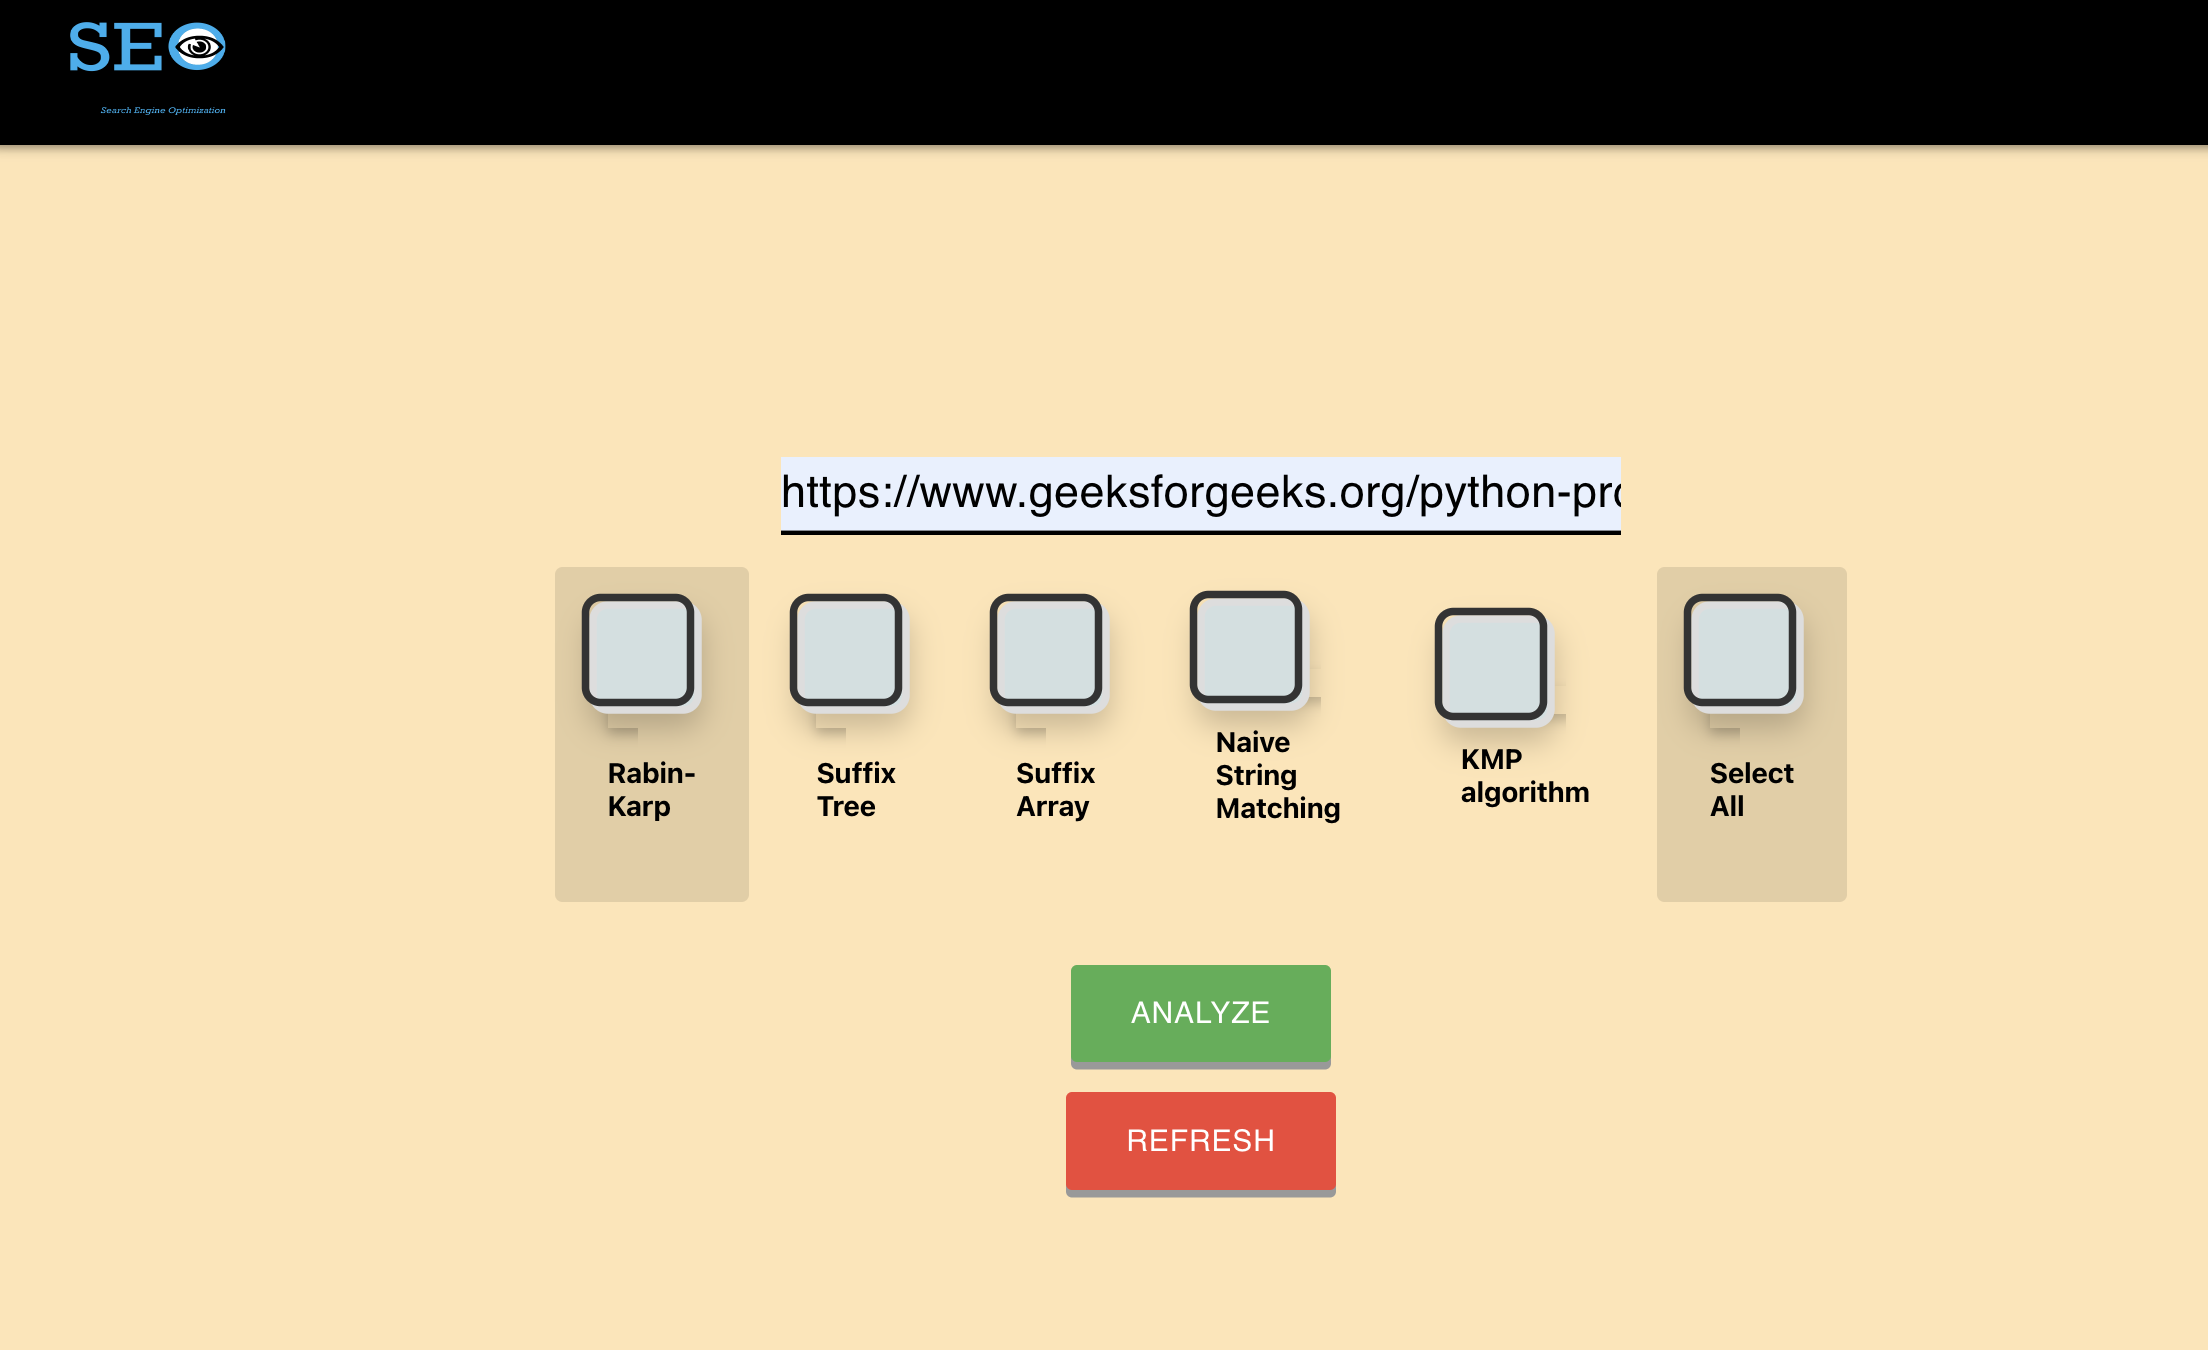 SEO
Search Engine Optimization
https://www.geeksforgeeks.org/python-pro
Rabin-
Karp
Suffix
Tree
Suffix
Array
Naive
String
Matching
KMP
algorithm
Select
All
ANALYZE
REFRESH